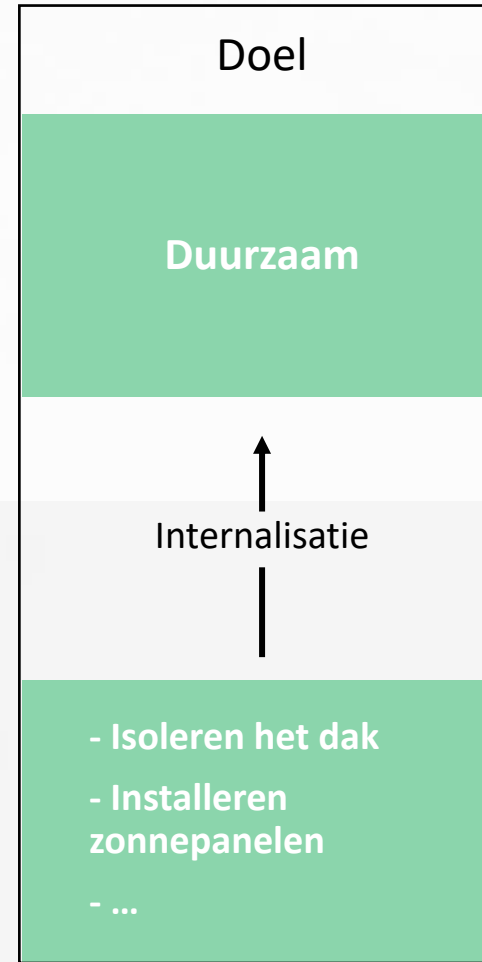 Doel
Duurzaam
Internalisatie
- Isoleren het dak
- Installeren
zonnepanelen
- ...